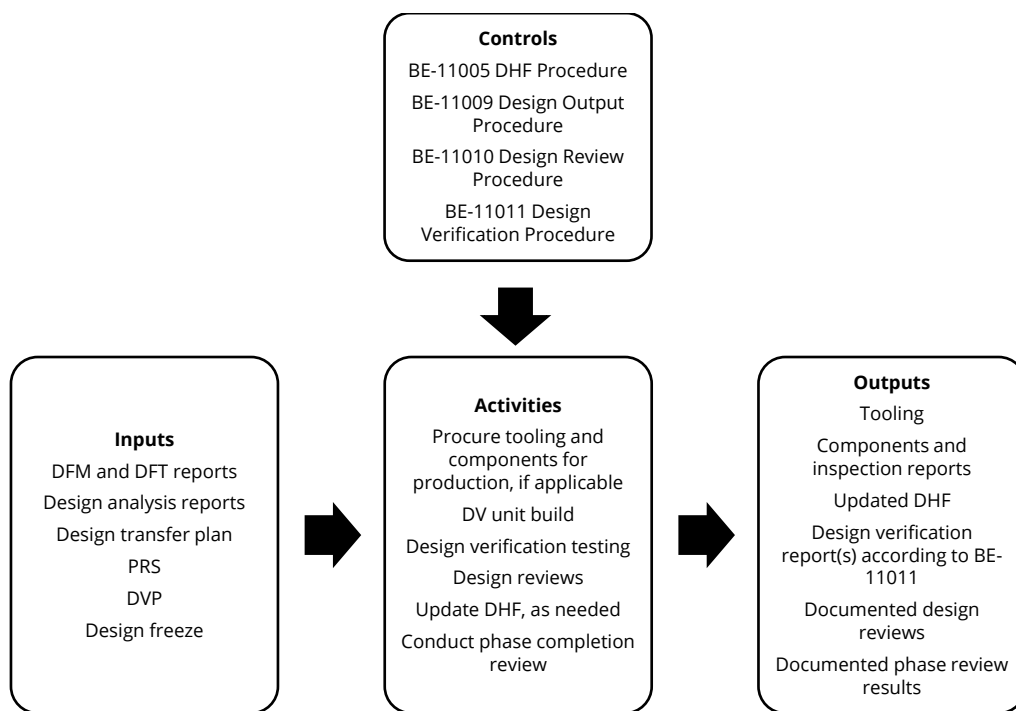 Controls
BE-11005 DHF Procedure
BE-11009 Design Output
Procedure
BE-11010 Design Review
Procedure
BE-11011 Design
Verification Procedure
Inputs
DFM and DFT reports
Design analysis reports
Design transfer plan
PRS
DVP
Design freeze
Activities
Procure tooling and
components for
production, if applicable
DV unit build
Design verification testing
Design reviews
Update DHF, as needed
Conduct phase completion
review
Outputs
Tooling
Components and
inspection reports
Updated DHF
Design verification
report(s) according to BE-
11011
Documented design
reviews
Documented phase review
results